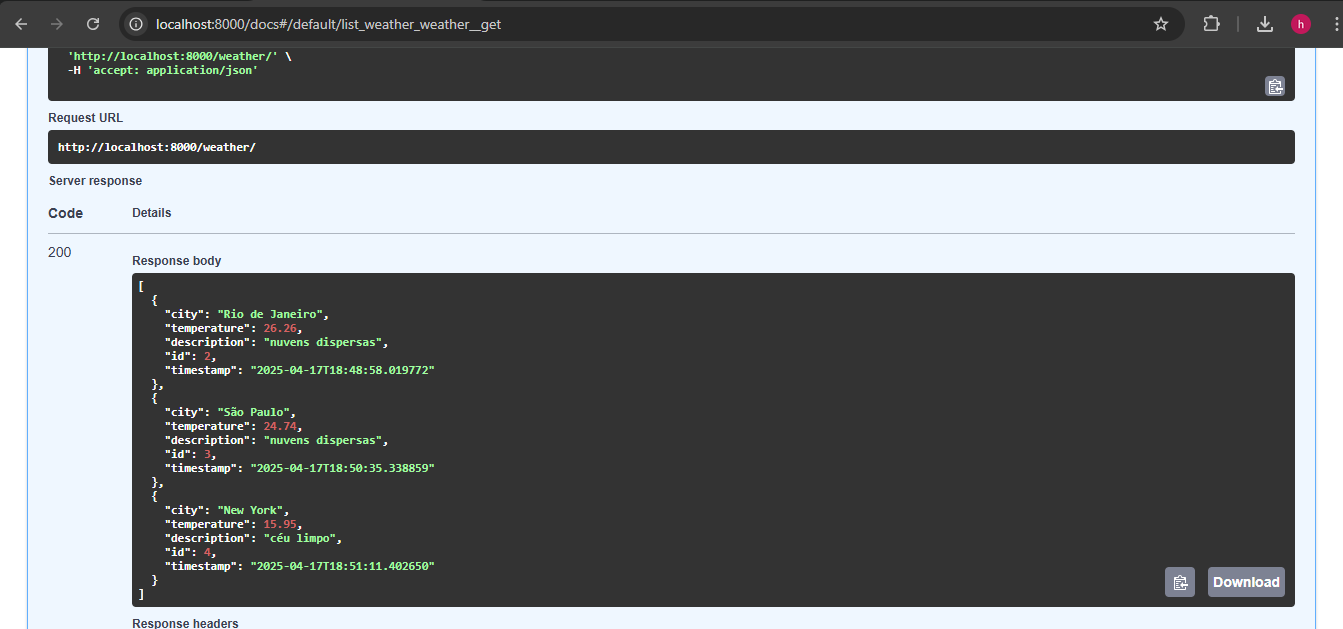 localhost:8000/docs#/default/list_weather_weather__get
h
'http://localhost:8000/weather/' \
-H 'accept: application/json'
Request URL
http://localhost:8000/weather/
Server response
Code Details
200
Response body
[
{
"city": "Rio de Janeiro",
"temperature": 26.26,
"description": "nuvens dispersas",
"id": 2,
"timestamp": "2025-04-17T18:48:58.019772"
},
{
"city": "São Paulo",
"temperature": 24.74,
"description": "nuvens dispersas",
"id": 3,
"timestamp": "2025-04-17T18:50:35.338859"
},
{
"city": "New York",
"temperature": 15.95,
"description": "céu limpo",
"id": 4,
"timestamp": "2025-04-17T18:51:11.402650"
}
]
Download
Response headers